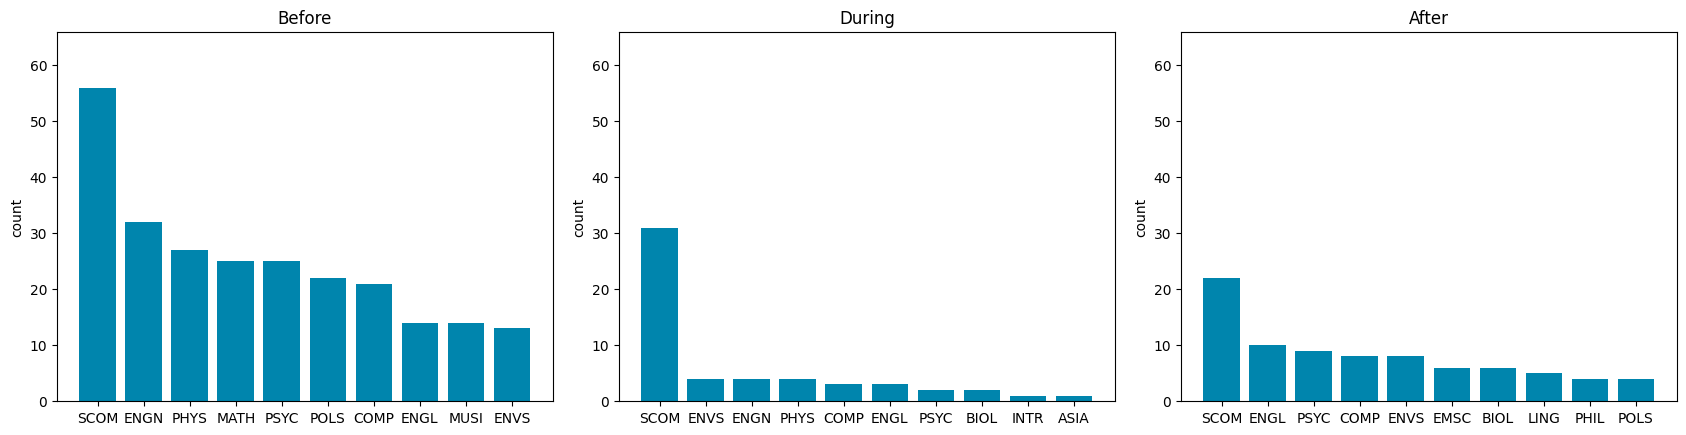 Before
During
After
60
50
40
30
20
10
0
count
SCOM ENGN PHYS MATH PSYC POLS COMP ENGL MUSI ENVS
60
50
40
30
20
10
0
count
SCOM ENVS ENGN PHYS COMP ENGL PSYC BIOL INTR ASIA
60
50
40
30
20
10
0
count
SCOM ENGL PSYC COMP ENVS EMSC BIOL LING PHIL POLS